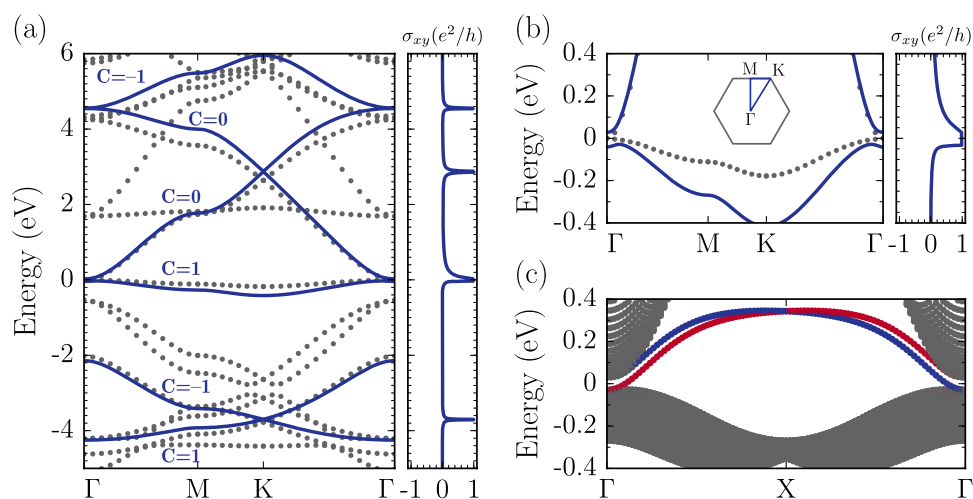 (a)
σxy(e²/h)
6
4
2
0
-2
-4
Energy (eV)
C=–1
C=0
C=0
C=1
C=–1
C=1
Γ M K Γ
-1 0 1
(b)
σxy(e²/h)
0.4
0.2
0
-0.2
-0.4
Energy (eV)
M K
Γ
Γ M K Γ
-1 0 1
(c)
0.4
0.2
0
-0.2
-0.4
Energy (eV)
Γ X Γ